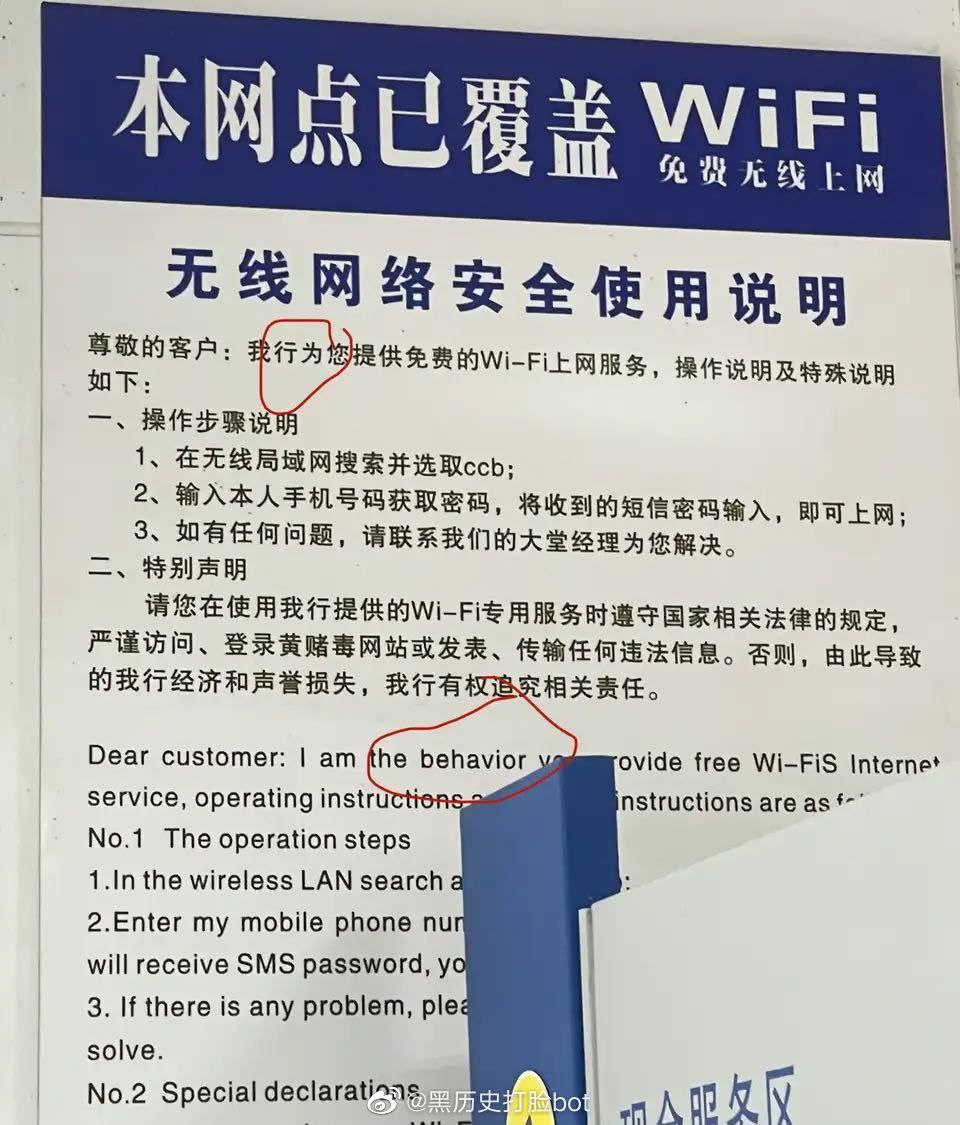 本网点已覆盖 WiFi
免费无线上网
无线网络安全使用说明
尊敬的客户：我行为您提供免费的Wi-Fi上网服务，操作说明及特殊说明
如下：
一、操作步骤说明
1、在无线局域网搜索并选取ccb；
2、输入本人手机号码获取密码，将收到的短信密码输入，即可上网；
3、如有任何问题，请联系我们的大堂经理为您解决。
二、特别声明
请您在使用我行提供的Wi-Fi专用服务时遵守国家相关法律的规定，
严谨访问、登录黄赌毒网站或发表、传输任何违法信息。否则，由此导致
的我行经济和声誉损失，我行有权追究相关责任。
Dear customer: I am the behavior free Wi-FiS Internet
service, operating instructions instructions are as
No.1 The operation steps
1.In the wireless LAN search
2.Enter my mobile phone
will receive SMS password,
3. If there is any problem,
solve.
No.2 Special declarations
@黑历史打脸bot
现金服务区